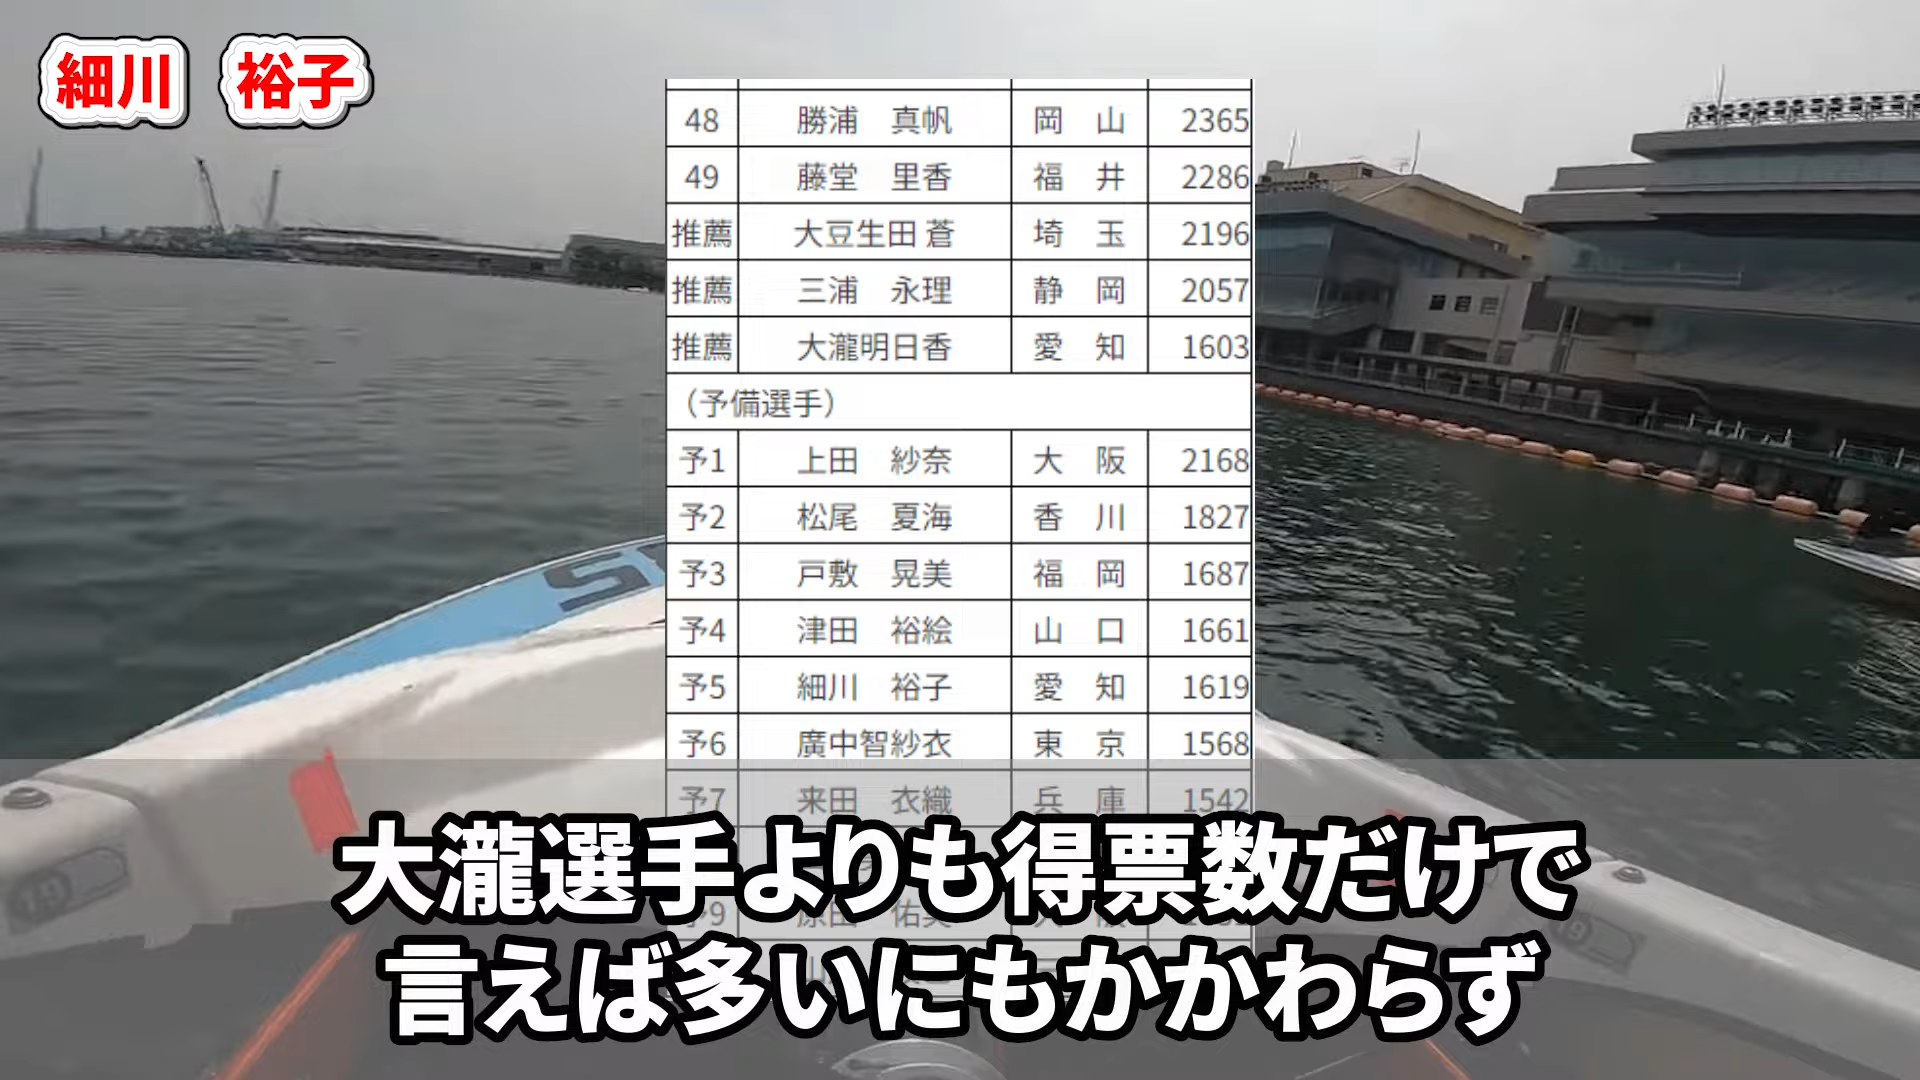 細川 裕子
48 勝浦 真帆 岡 山 2365
49 藤堂 里香 福 井 2286
推薦 大豆生田 蒼 埼 玉 2196
推薦 三浦 永理 静 岡 2057
推薦 大瀧明日香 愛 知 1603
（予備選手）
予1 上田 紗奈 大 阪 2168
予2 松尾 夏海 香 川 1827
予3 戸敷 晃美 福 岡 1687
予4 津田 裕絵 山 口 1661
予5 細川 裕子 愛 知 1619
予6 廣中智紗衣 東 京 1568
予7 来田 衣織 兵 庫 1542
大瀧選手よりも得票数だけで
言えば多いにもかかわらず